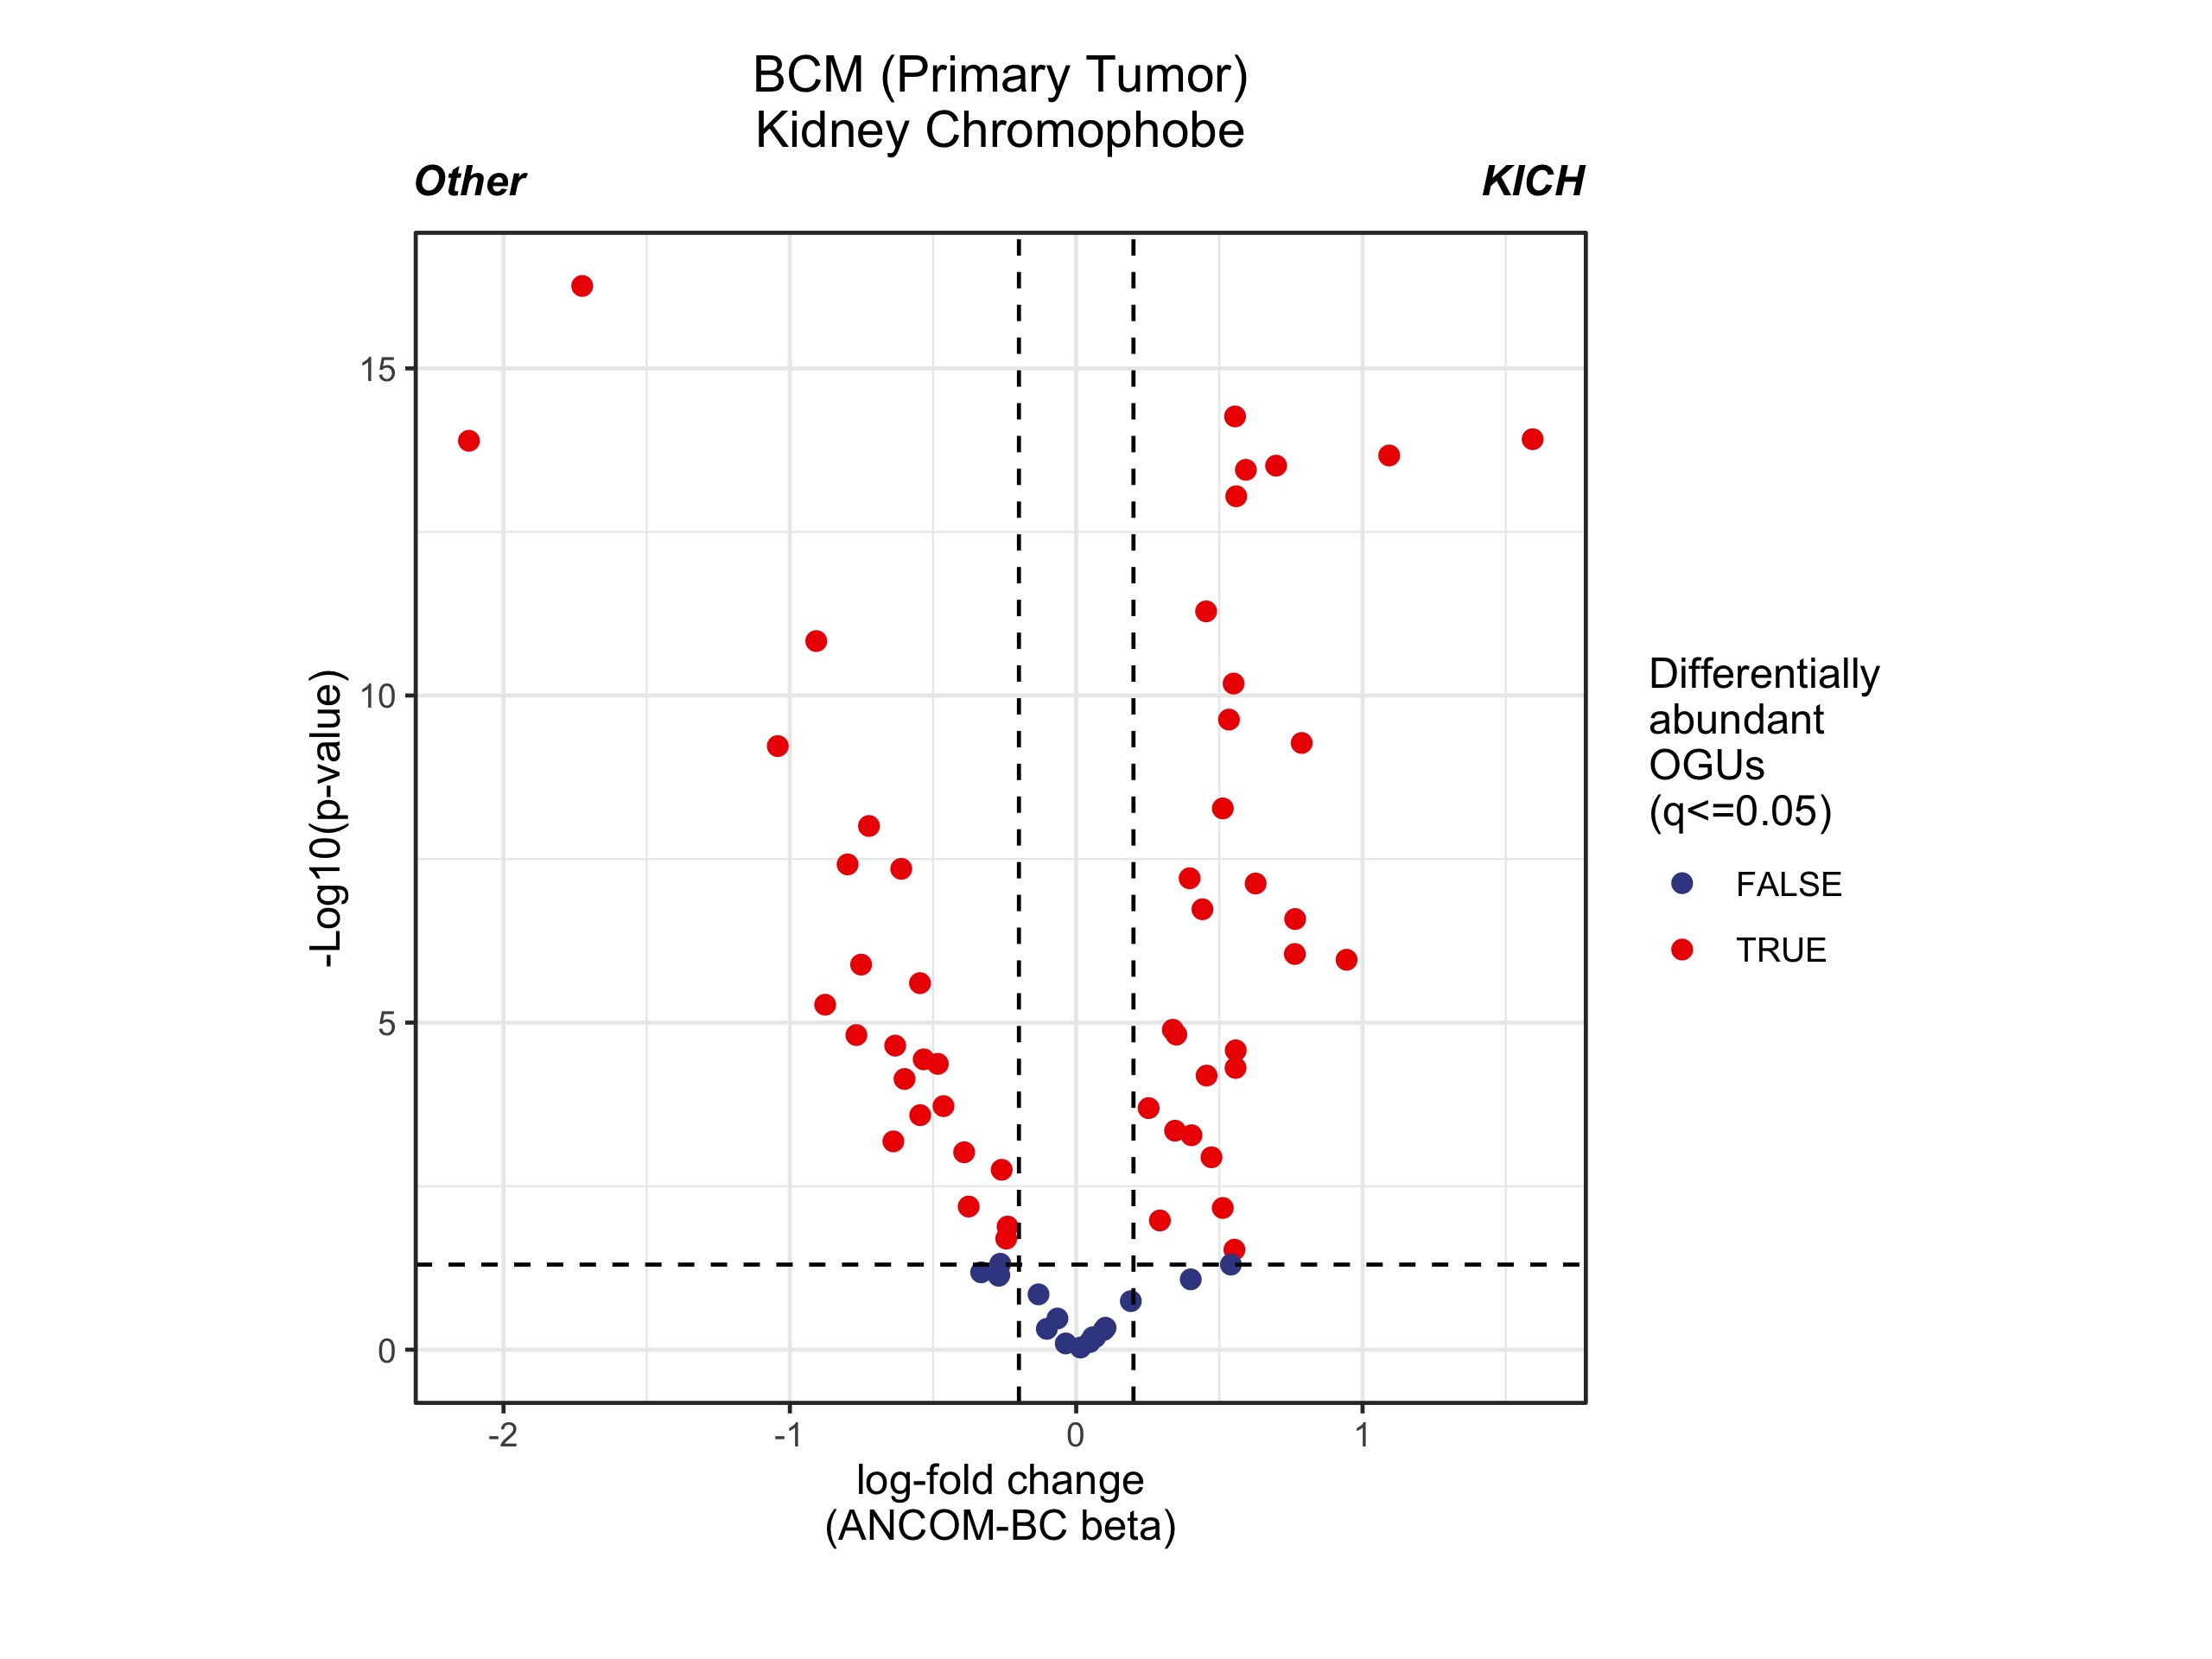 BCM (Primary Tumor)
Kidney Chromophobe
Other
KICH
15
10
5
0
-Log10(p-value)
-2
-1
0
1
log-fold change
(ANCOM-BC beta)
Differentially
abundant
OGUs
(q<=0.05)
FALSE
TRUE